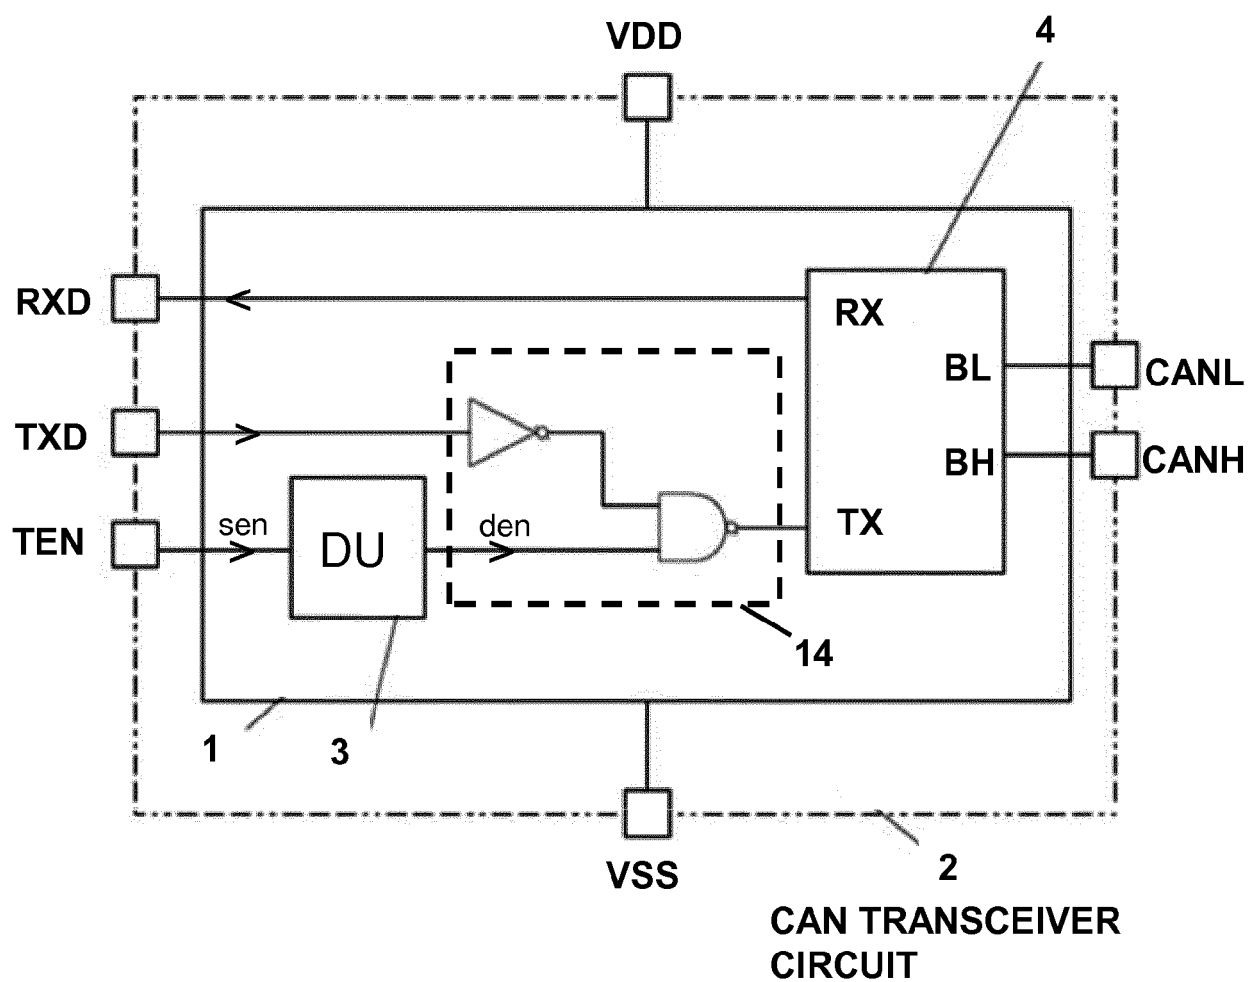 VDD
4
RXD
RX
BL
CANL
TXD
BH
CANH
TEN
sen
DU
den
TX
14
1
3
VSS
2
CAN TRANSCEIVER
CIRCUIT